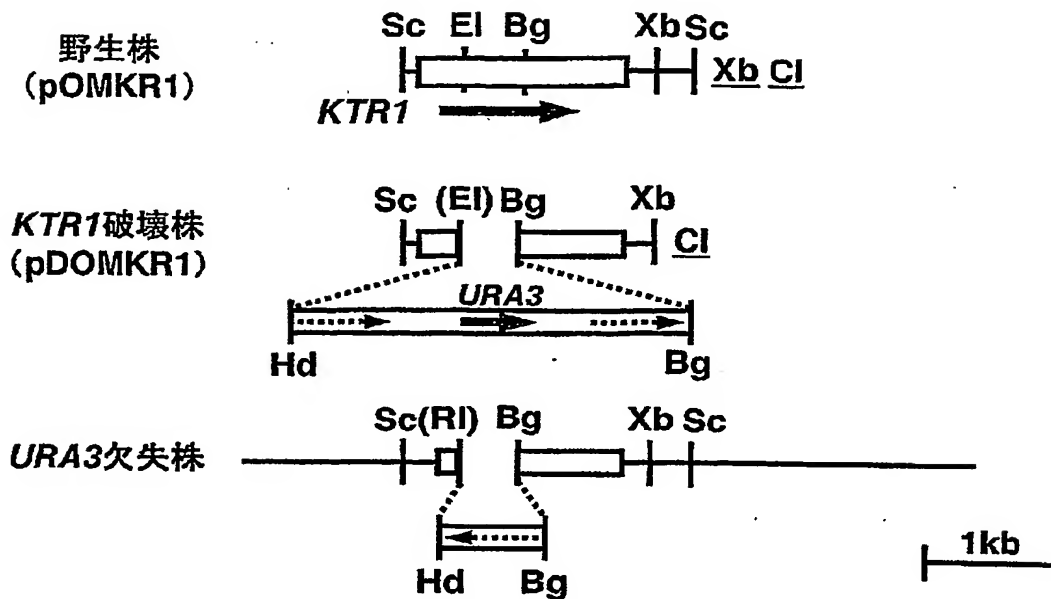 Sc EI Bg Xb Sc
野生株
(pOMKR1)
Xb Cl
KTR1
Sc (EI) Bg Xb
KTR1破壊株
(pDOMKR1)
Cl
URA3
Hd Bg
Sc(RI) Bg Xb Sc
URA3欠失株
Hd Bg
1kb